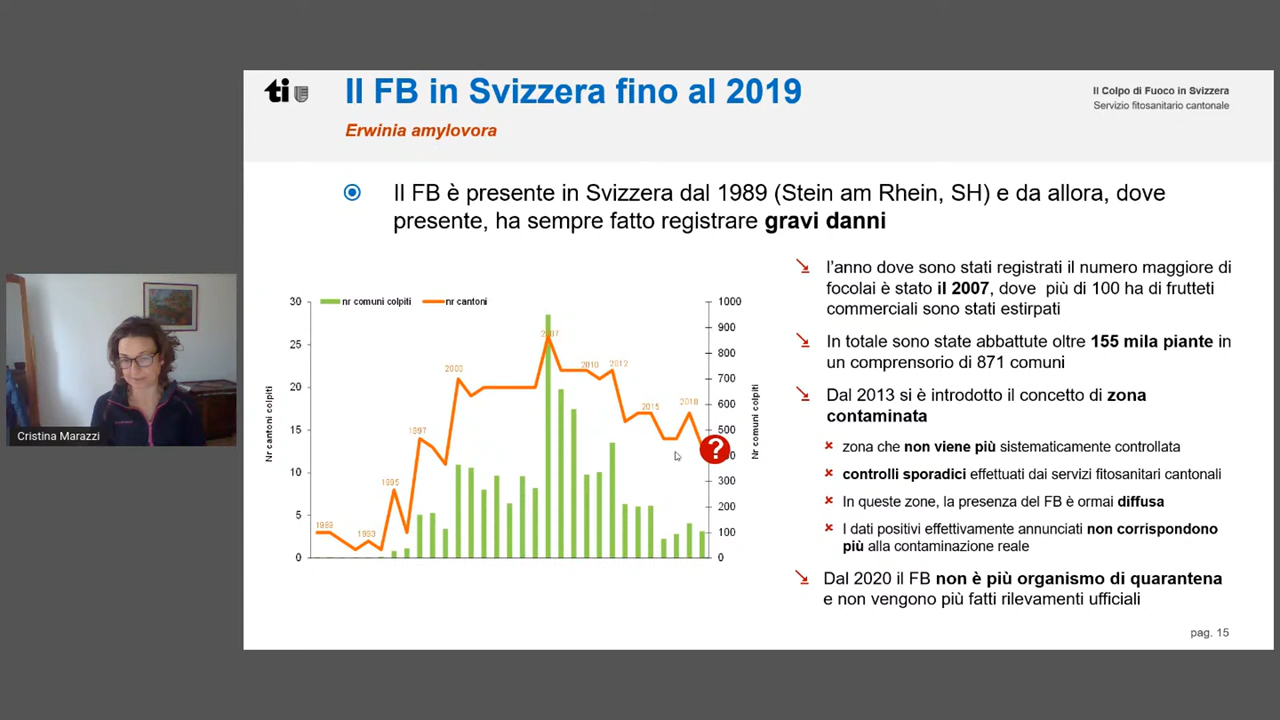 ti
Il FB in Svizzera fino al 2019
Erwinia amylovora
Il Colpo di Fuoco in Svizzera
Servizio fitosanitario cantonale
Il FB è presente in Svizzera dal 1989 (Stein am Rhein, SH) e da allora, dove
presente, ha sempre fatto registrare gravi danni
nr comuni colpiti
nr cantoni
Nr cantoni colpiti
30
25
20
15
10
5
0
1989
1993
1995
1997
2003
2007
2010
2012
2015
2018
?
1000
900
800
700
600
500
300
200
100
0
Nr comuni colpiti
l'anno dove sono stati registrati il numero maggiore di
focolai è stato il 2007, dove più di 100 ha di frutteti
commerciali sono stati estirpati
In totale sono state abbattute oltre 155 mila piante in
un comprensorio di 871 comuni
Dal 2013 si è introdotto il concetto di zona
contaminata
zona che non viene più sistematicamente controllata
controlli sporadici effettuati dai servizi fitosanitari cantonali
In queste zone, la presenza del FB è ormai diffusa
I dati positivi effettivamente annunciati non corrispondono
più alla contaminazione reale
Dal 2020 il FB non è più organismo di quarantena
e non vengono più fatti rilevamenti ufficiali
pag. 15
Cristina Marazzi